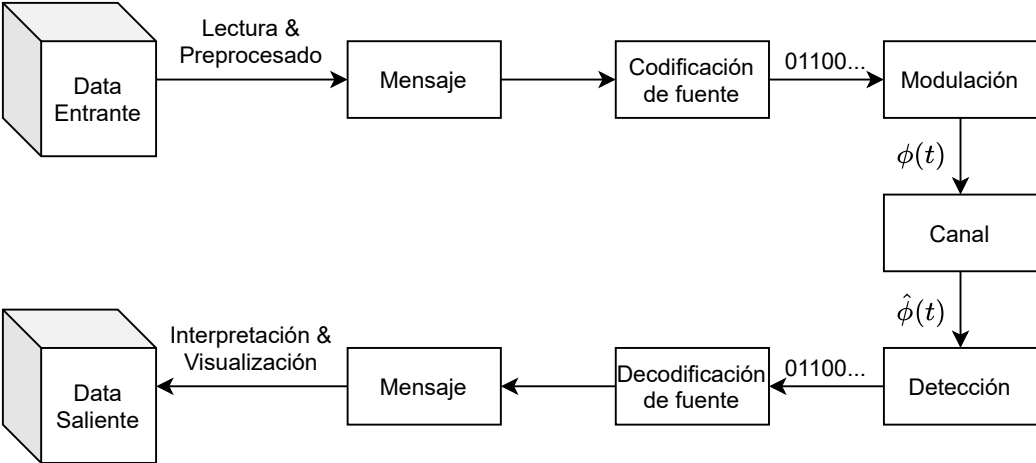 Lectura &
Preprocesado
Data
Entrante
Mensaje
Codificación
de fuente
01100...
Modulación
ϕ(t)
Canal
ϕ̂(t)
Interpretación &
Visualización
Data
Saliente
Mensaje
Decodificación
de fuente
01100...
Detección